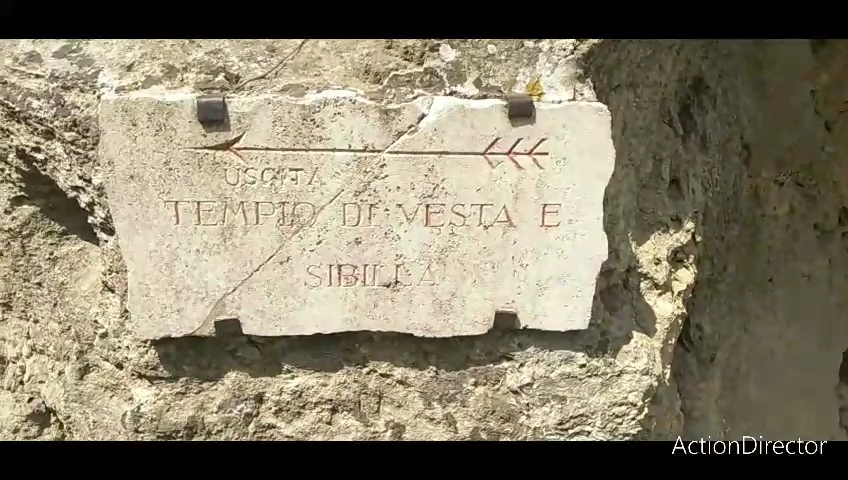 USCITA
TEMPIO DI VESTA E
SIBILLA
ActionDirector